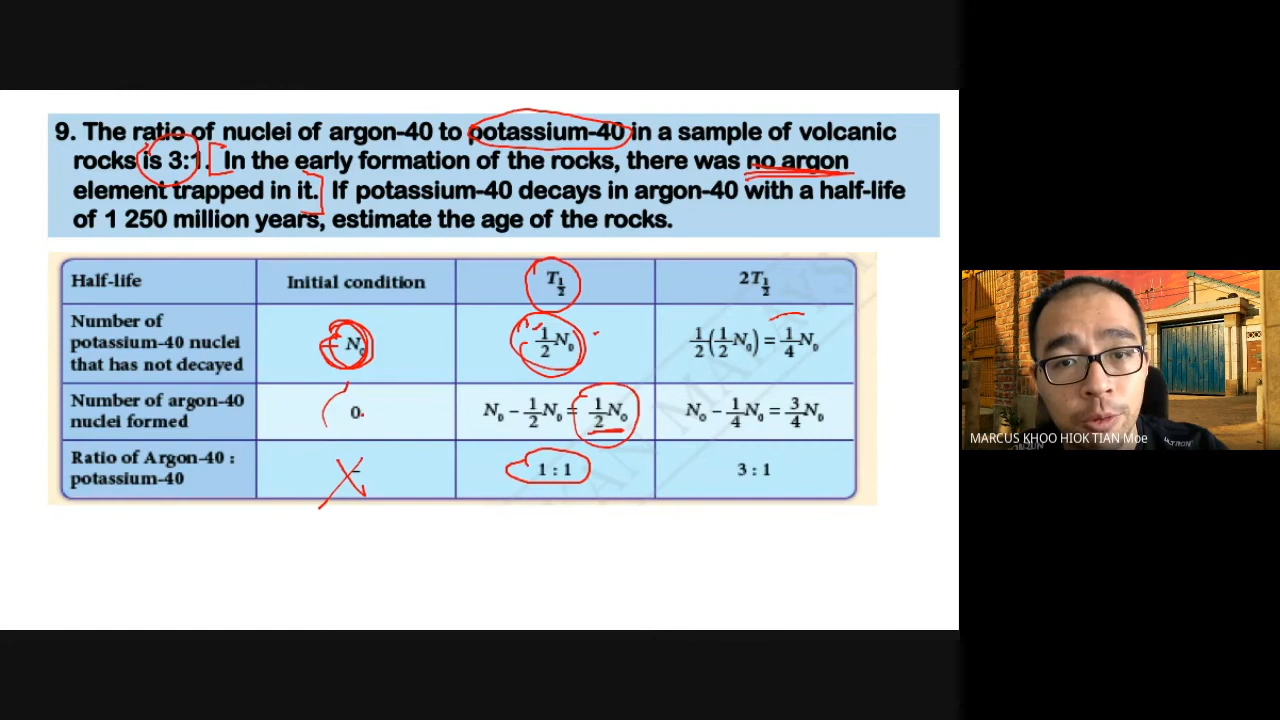 9. The ratio of nuclei of argon-40 to potassium-40 in a sample of volcanic
rocks is 3:1. In the early formation of the rocks, there was no argon
element trapped in it. If potassium-40 decays in argon-40 with a half-life
of 1 250 million years, estimate the age of the rocks.
Half-life Initial condition T½ 2T½
Number of
potassium-40 nuclei
that has not decayed
N₀
½N₀
½(½N₀) = ¼N₀
Number of argon-40
nuclei formed
0
N₀ - ½N₀ = ½N₀
N₀ - ¼N₀ = ¾N₀
Ratio of Argon-40 :
potassium-40
-
1 : 1
3 : 1
MARCUS KHOO HIOK TIAN Moe